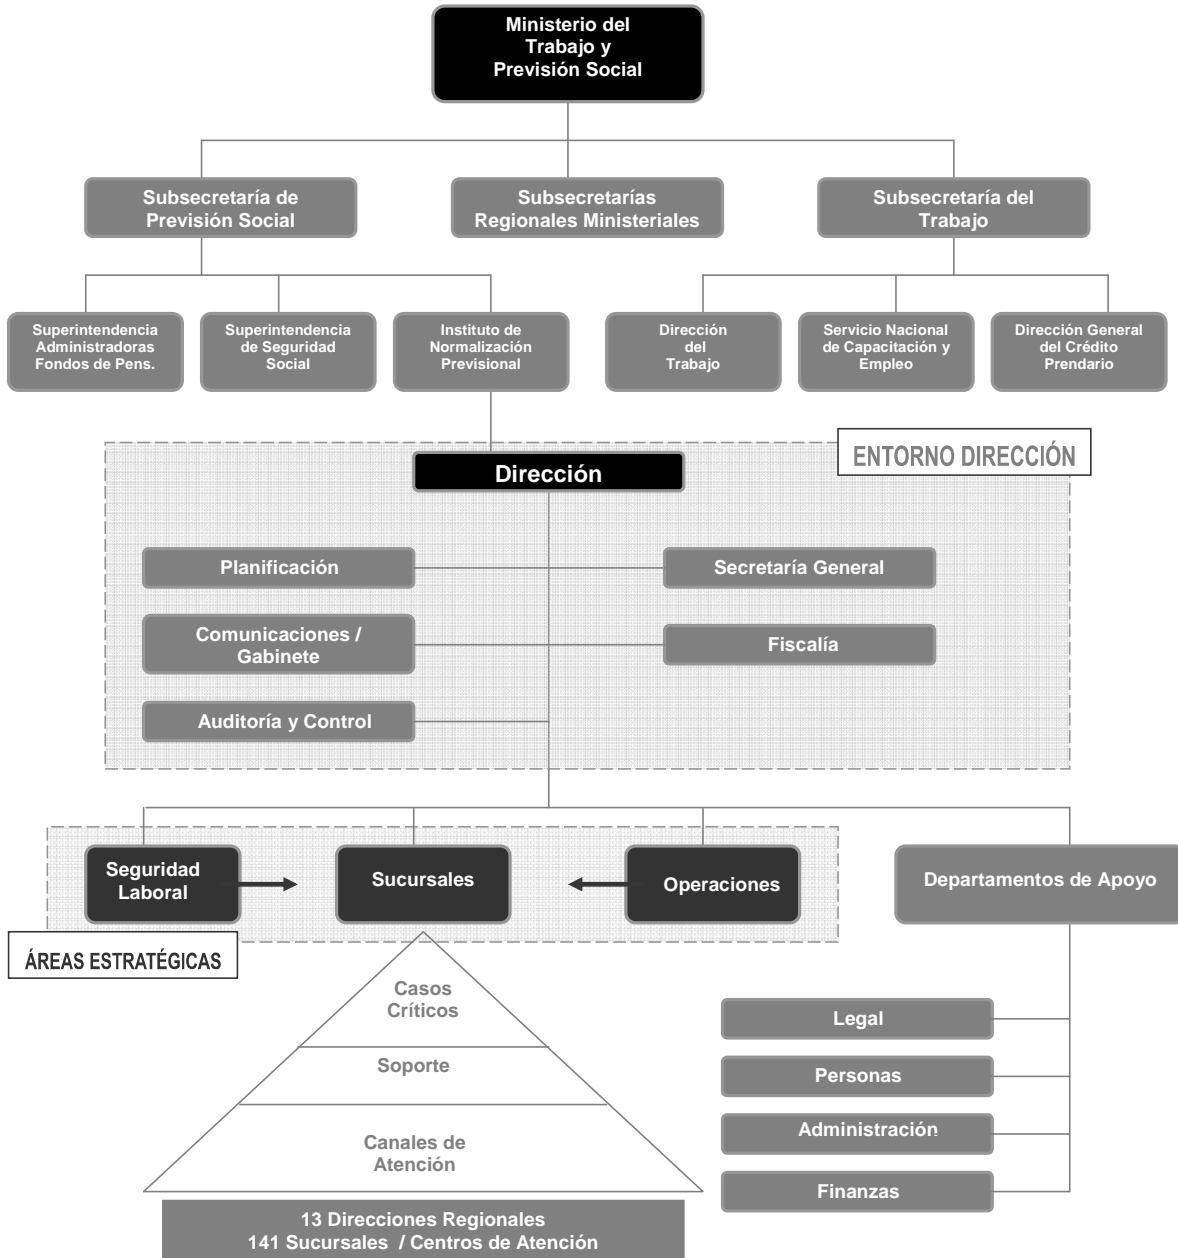 Ministerio del
Trabajo y
Previsión Social
Subsecretaría de
Previsión Social
Subsecretarías
Regionales Ministeriales
Subsecretaría del
Trabajo
Superintendencia
Administradoras
Fondos de Pens.
Superintendencia
de Seguridad
Social
Instituto de
Normalización
Previsional
Dirección
del
Trabajo
Servicio Nacional
de Capacitación y
Empleo
Dirección General
del Crédito
Prendario
ENTORNO DIRECCIÓN
Dirección
Planificación
Secretaría General
Comunicaciones /
Gabinete
Fiscalía
Auditoría y Control
Seguridad
Laboral
Sucursales
Operaciones
Departamentos de Apoyo
ÁREAS ESTRATÉGICAS
Casos
Críticos
Soporte
Canales de
Atención
Legal
Personas
Administración
Finanzas
13 Direcciones Regionales
141 Sucursales / Centros de Atención